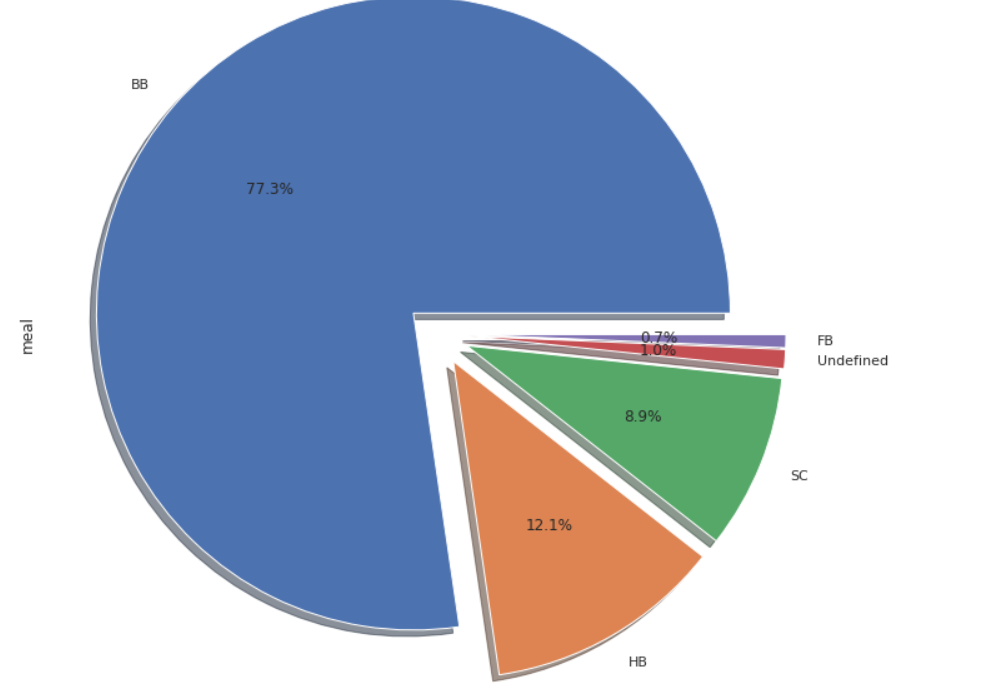 BB
77.3%
meal
0.7%
FB
1.0%
Undefined
8.9%
SC
12.1%
HB